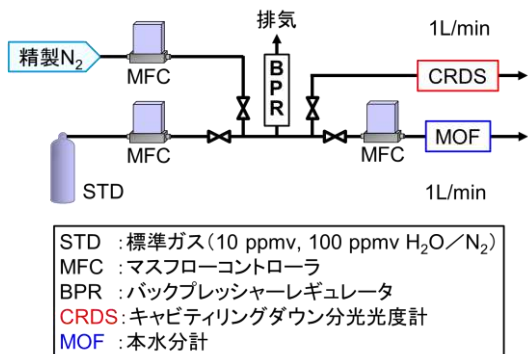 排気
1L/min
精製N₂
MFC
BPR
CRDS
MFC
MFC
MOF
STD
1L/min
STD :標準ガス(10 ppmv, 100 ppmv H₂O/N₂)
MFC :マスフローコントローラ
BPR :バックプレッシャーレギュレータ
CRDS:キャビティリングダウン分光光度計
MOF :本水分計